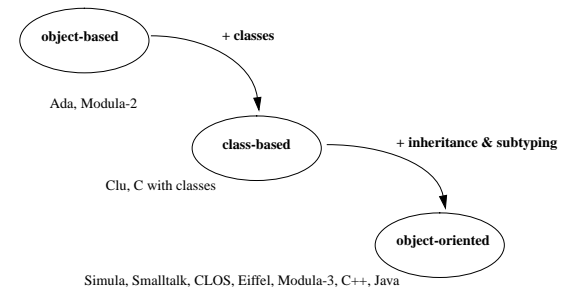 object-based
+ classes
Ada, Modula-2
class-based
+ inheritance & subtyping
Clu, C with classes
object-oriented
Simula, Smalltalk, CLOS, Eiffel, Modula-3, C++, Java